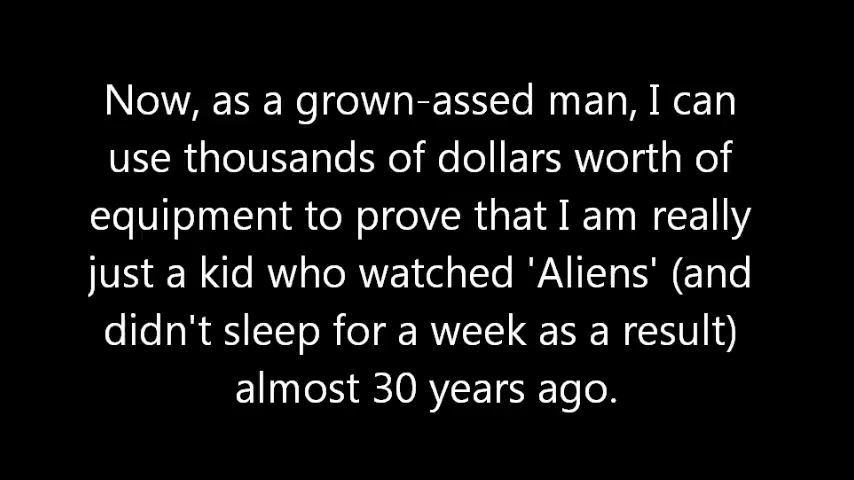 Now, as a grown-assed man, I can
use thousands of dollars worth of
equipment to prove that I am really
just a kid who watched 'Aliens' (and
didn't sleep for a week as a result)
almost 30 years ago.